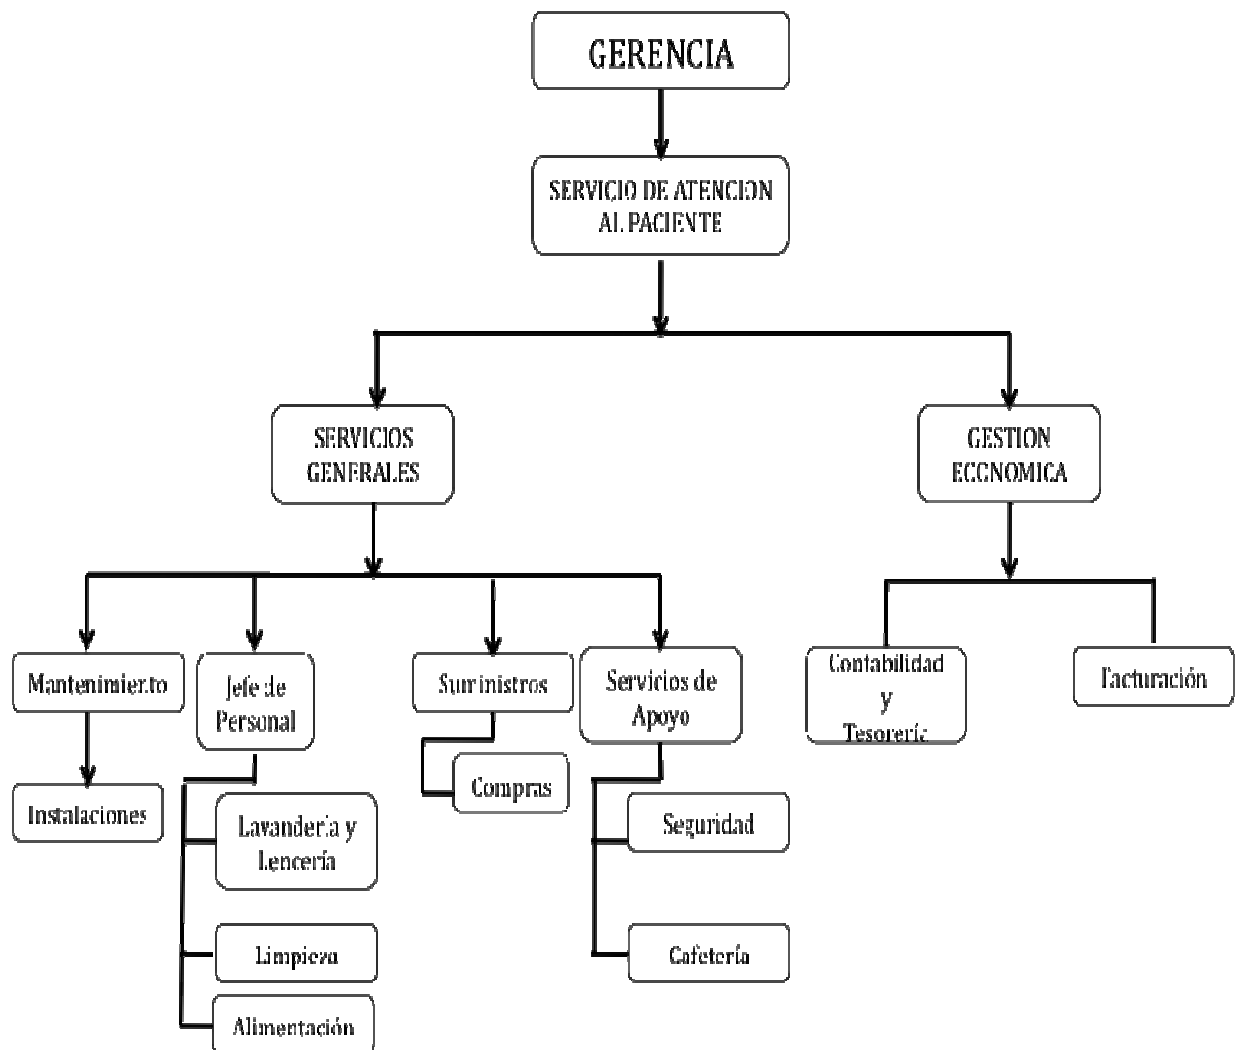 GERENCIA
SERVICIO DE ATENCION
AL PACIENTE
SERVICIOS
GENERALES
GESTION
ECONOMICA
Mantenimiento
Jefe de
Personal
Suministros
Servicios de
Apoyo
Contabilidad
y
Tesorería
Facturación
Instalaciones
Compras
Lavandería y
Lencería
Seguridad
Limpieza
Cafetería
Alimentación